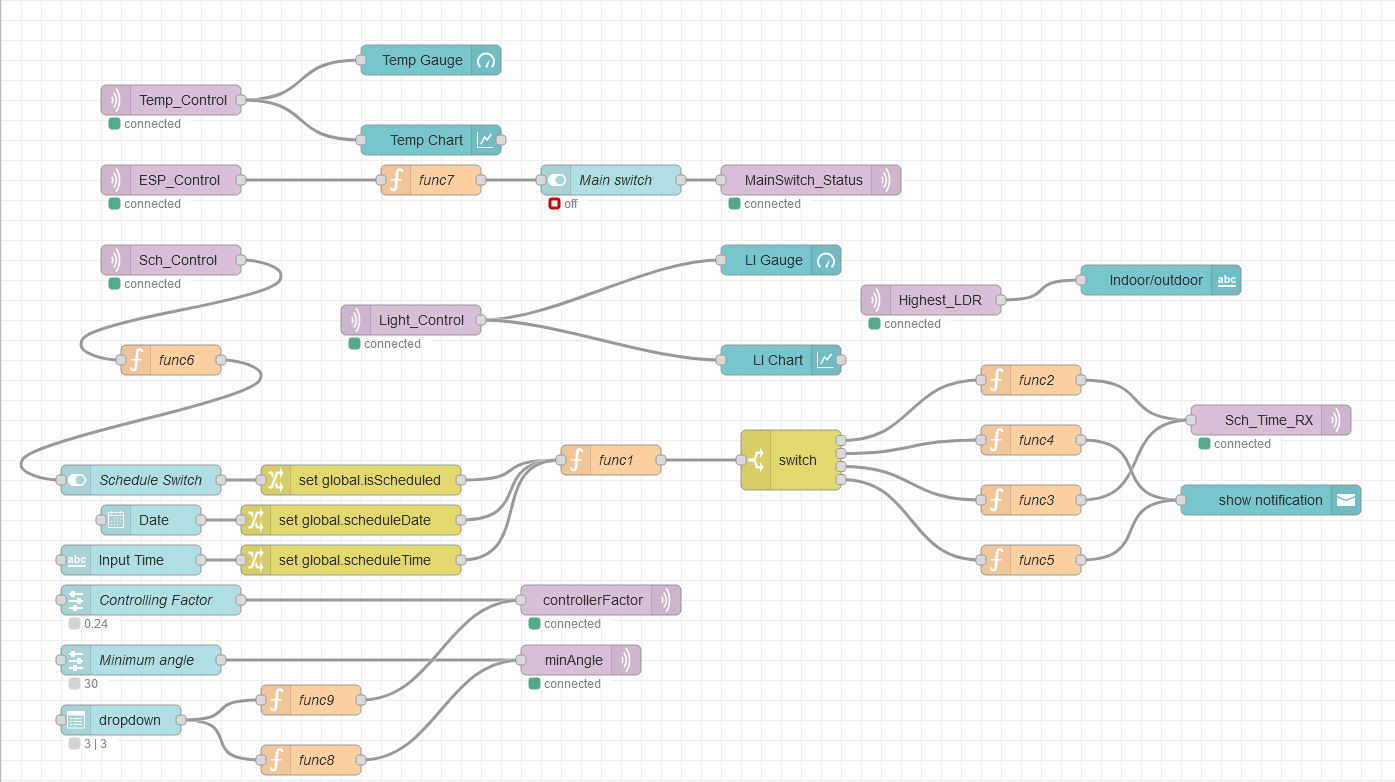 Temp Gauge
Temp_Control
connected
Temp Chart
ESP_Control
connected
func7
Main switch
off
MainSwitch_Status
connected
Sch_Control
connected
LI Gauge
Indoor/outdoor
abc
Highest_LDR
connected
Light_Control
connected
func6
LI Chart
func2
Sch_Time_RX
connected
func4
func1
switch
Schedule Switch
set global.isScheduled
func3
show notification
Date
set global.scheduleDate
abc
Input Time
set global.scheduleTime
func5
Controlling Factor
0.24
controllerFactor
connected
Minimum angle
30
minAngle
connected
func9
dropdown
3 | 3
func8